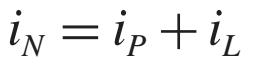 i_N = i_P + i_L